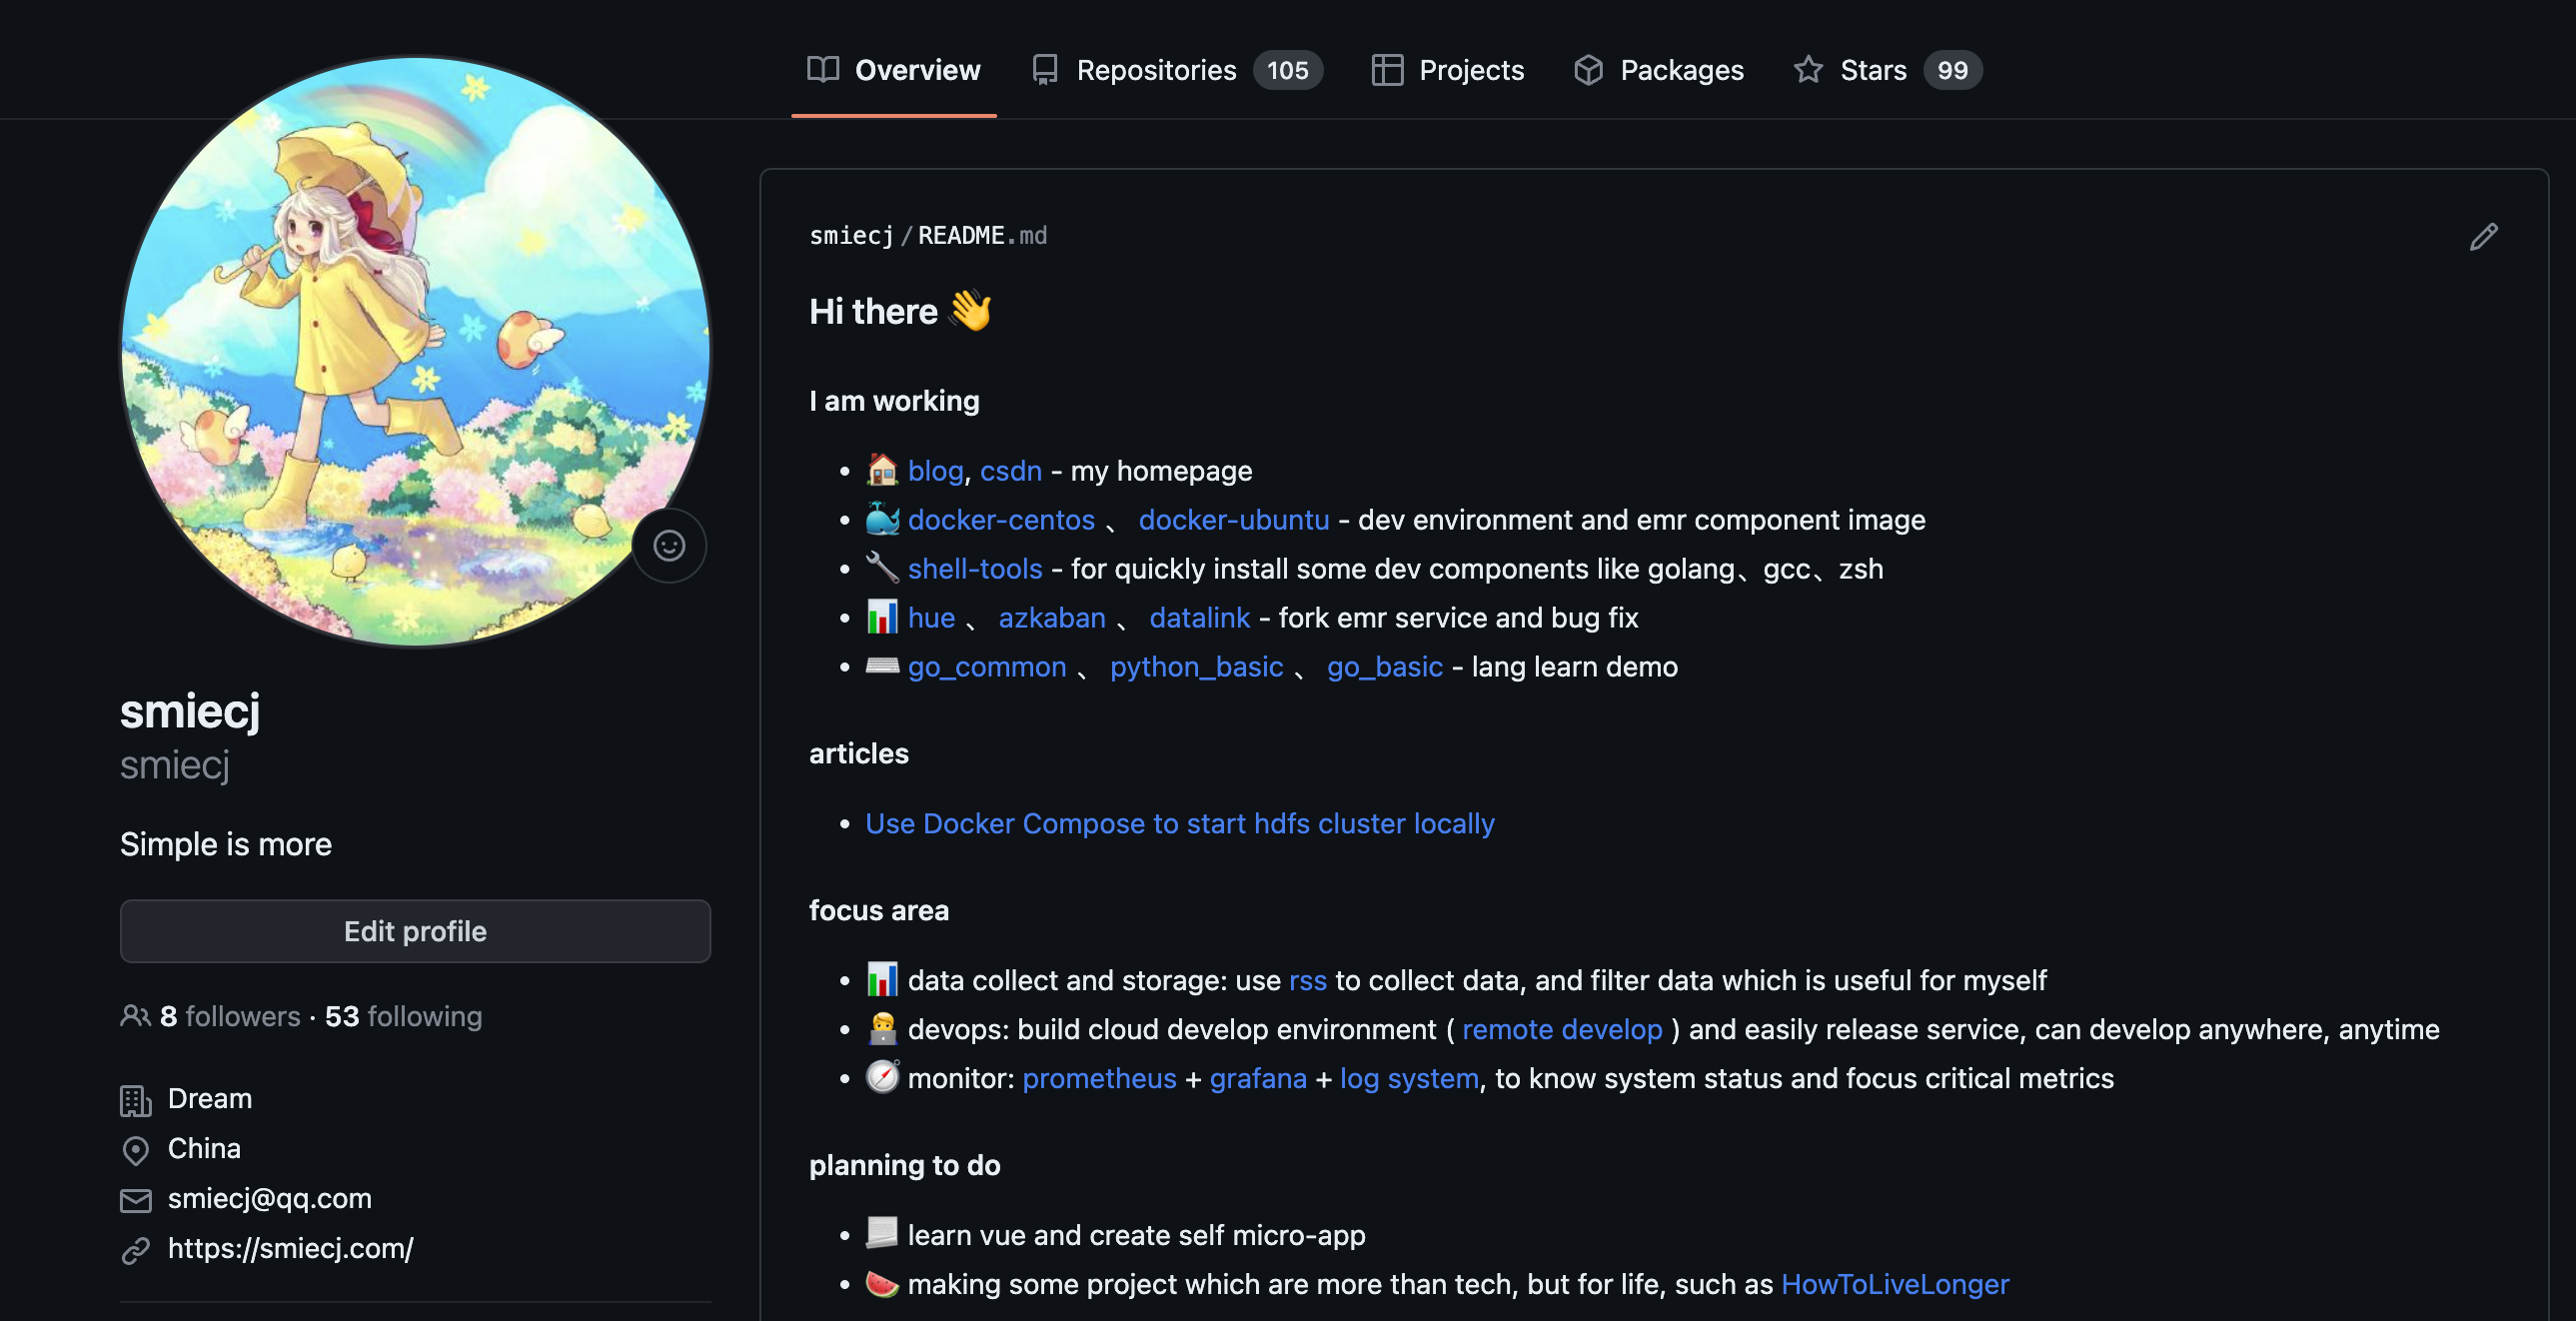 Overview Repositories 105 Projects Packages Stars 99
smiecj
smiecj
Simple is more
Edit profile
8 followers · 53 following
Dream
China
smiecj@qq.com
https://smiecj.com/
smiecj/README.md
Hi there 👋
I am working
• 🏠 blog, csdn - my homepage
• 🐳 docker-centos 、 docker-ubuntu - dev environment and emr component image
• 🔧 shell-tools - for quickly install some dev components like golang、gcc、zsh
• 📊 hue 、 azkaban 、 datalink - fork emr service and bug fix
• ⌨️ go_common 、 python_basic 、 go_basic - lang learn demo
articles
• Use Docker Compose to start hdfs cluster locally
focus area
• 📊 data collect and storage: use rss to collect data, and filter data which is useful for myself
• 👨‍💻 devops: build cloud develop environment ( remote develop ) and easily release service, can develop anywhere, anytime
• 🧭 monitor: prometheus + grafana + log system, to know system status and focus critical metrics
planning to do
• 📃 learn vue and create self micro-app
• 🍉 making some project which are more than tech, but for life, such as HowToLiveLonger